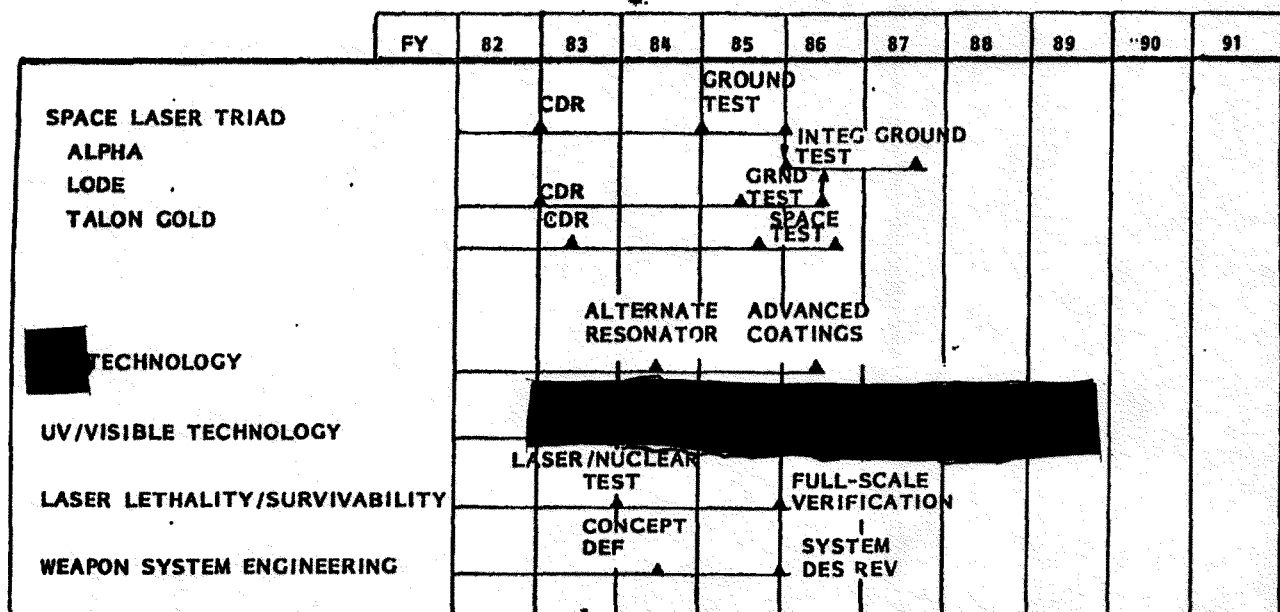 FY 82 83 84 85 86 87 88 89 90 91
GROUND
TEST
CDR
SPACE LASER TRIAD
INTEG GROUND
TEST
ALPHA
GRND
TEST
LODE
CDR
TALON GOLD
CDR
SPACE
TEST
ALTERNATE
RESONATOR
ADVANCED
COATINGS
TECHNOLOGY
UV/VISIBLE TECHNOLOGY
LASER/NUCLEAR
TEST
FULL-SCALE
VERIFICATION
LASER LETHALITY/SURVIVABILITY
CONCEPT
DEF
SYSTEM
DES REV
WEAPON SYSTEM ENGINEERING